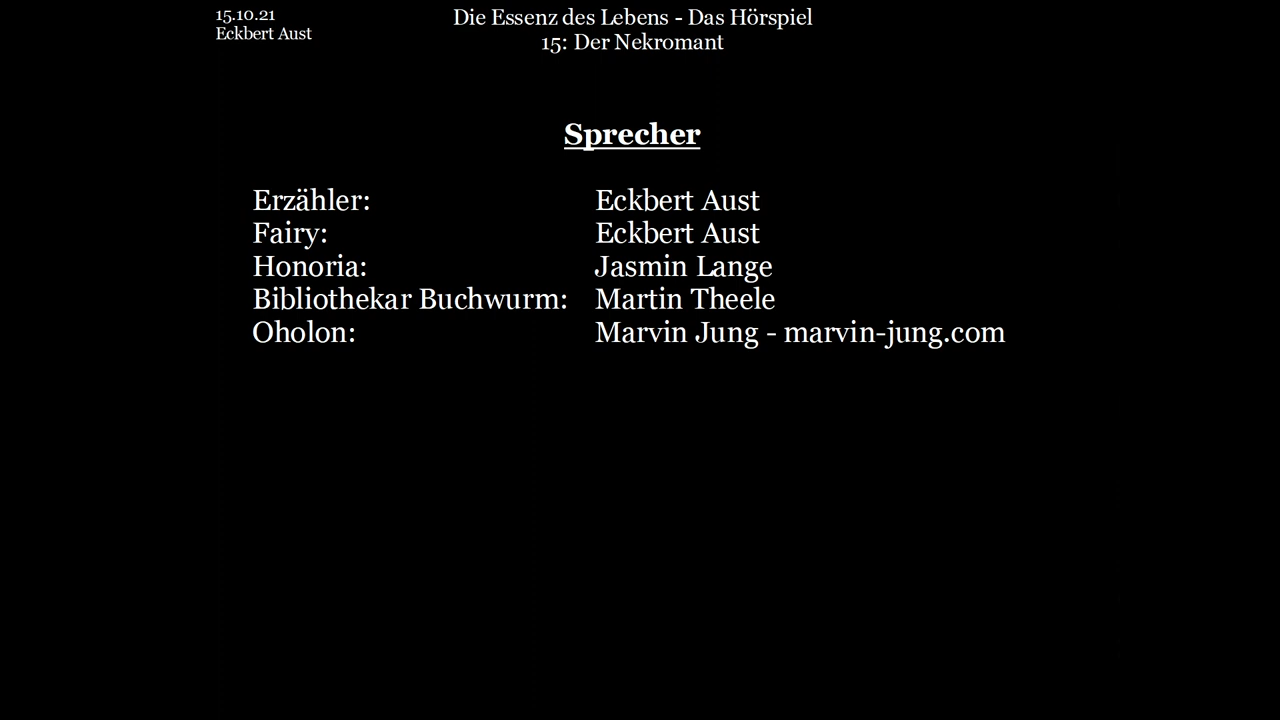 15.10.21
Eckbert Aust
Die Essenz des Lebens - Das Hörspiel
15: Der Nekromant
Sprecher
Erzähler: Eckbert Aust
Fairy: Eckbert Aust
Honoria: Jasmin Lange
Bibliothekar Buchwurm: Martin Theele
Oholon: Marvin Jung - marvin-jung.com